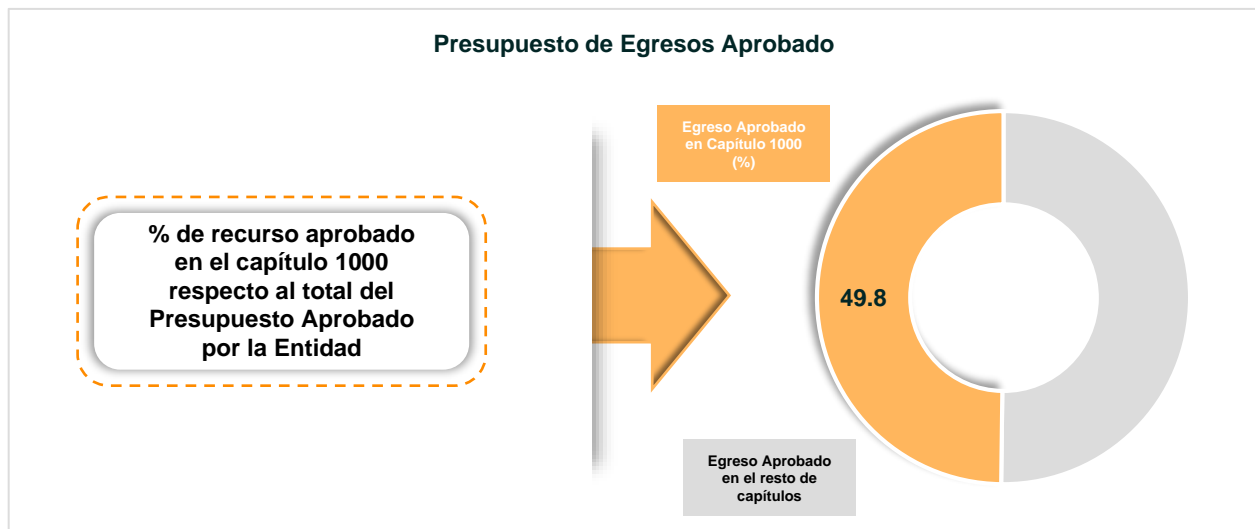 Presupuesto de Egresos Aprobado
% de recurso aprobado
en el capítulo 1000
respecto al total del
Presupuesto Aprobado
por la Entidad
Egreso Aprobado
en Capítulo 1000
(%)
49.8
Egreso Aprobado
en el resto de
capítulos